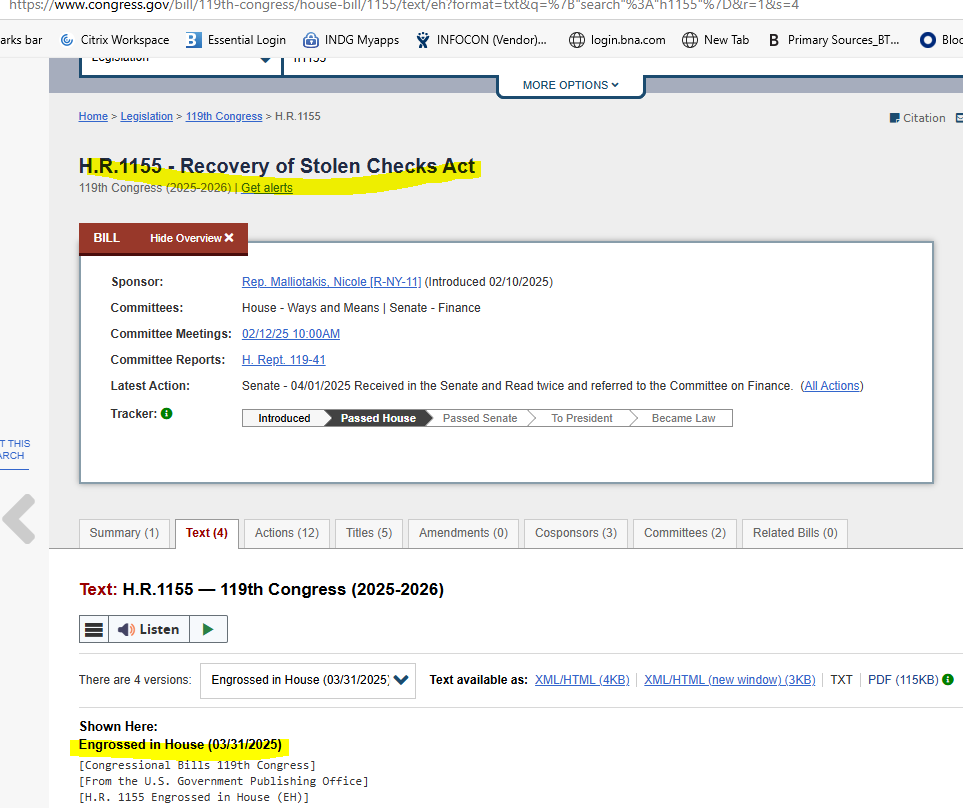 https://www.congress.gov/bill/119th-congress/house-bill/1155/text/eh?format=txt&q=%7B"search"%3A"h1155"%7D&r=1&s=4
arks bar Citrix Workspace Essential Login INDG Myapps INFOCON (Vendor)... login.bna.com New Tab B Primary Sources_BT... Bloo
Legislation h1155
MORE OPTIONS
Home > Legislation > 119th Congress > H.R.1155
Citation
H.R.1155 - Recovery of Stolen Checks Act
119th Congress (2025-2026) | Get alerts
BILL Hide Overview
Sponsor: Rep. Malliotakis, Nicole [R-NY-11] (Introduced 02/10/2025)
Committees: House - Ways and Means | Senate - Finance
Committee Meetings: 02/12/25 10:00AM
Committee Reports: H. Rept. 119-41
Latest Action: Senate - 04/01/2025 Received in the Senate and Read twice and referred to the Committee on Finance. (All Actions)
Tracker: Introduced Passed House Passed Senate To President Became Law
T THIS
ARCH
Summary (1) Text (4) Actions (12) Titles (5) Amendments (0) Cosponsors (3) Committees (2) Related Bills (0)
Text: H.R.1155 — 119th Congress (2025-2026)
Listen
There are 4 versions: Engrossed in House (03/31/2025) Text available as: XML/HTML (4KB) | XML/HTML (new window) (3KB) | TXT | PDF (115KB)
Shown Here:
Engrossed in House (03/31/2025)
[Congressional Bills 119th Congress]
[From the U.S. Government Publishing Office]
[H.R. 1155 Engrossed in House (EH)]